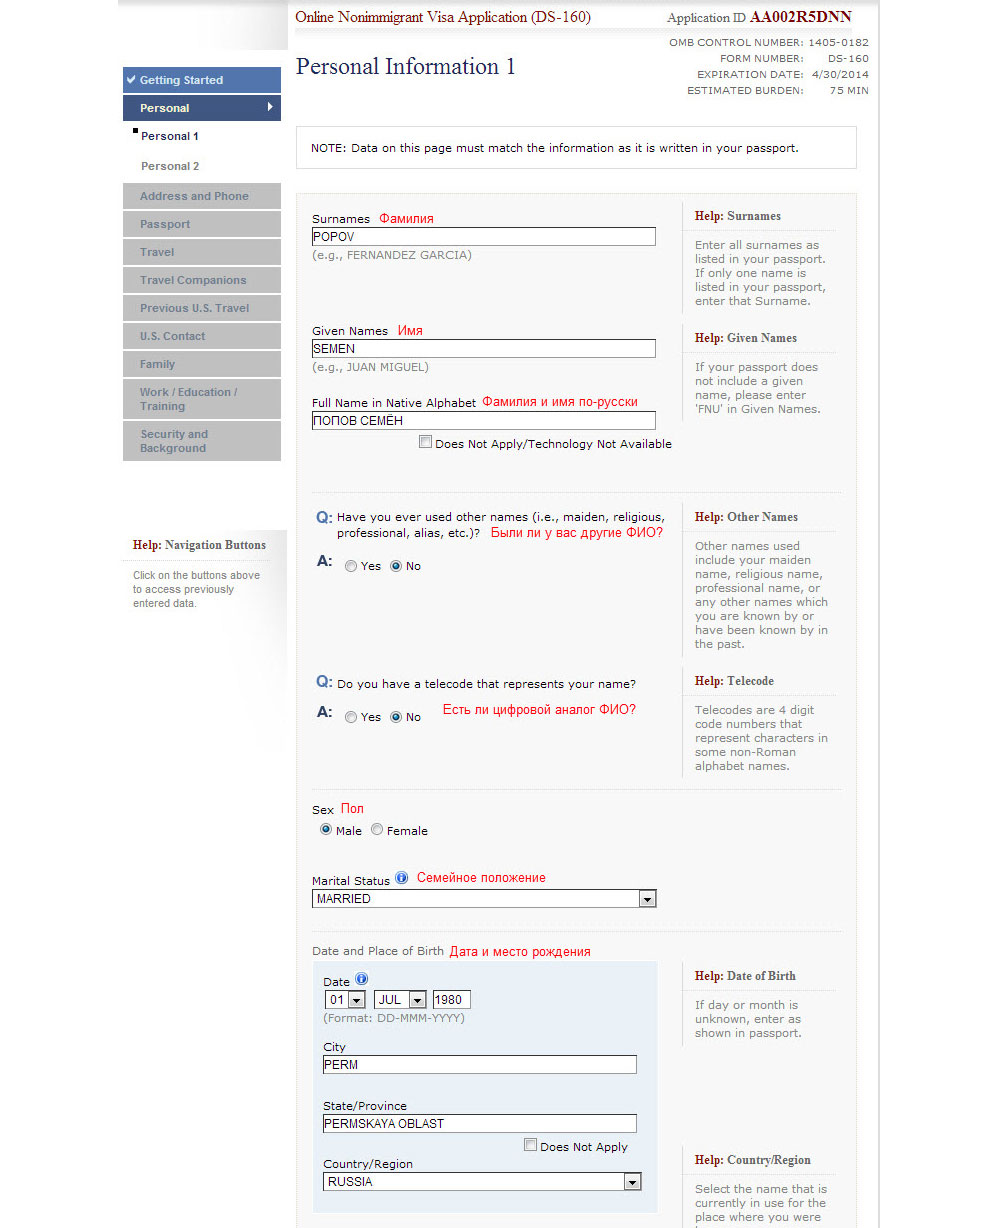 Online Nonimmigrant Visa Application (DS-160)
Application ID AA002R5DNN
OMB CONTROL NUMBER: 1405-0182
FORM NUMBER: DS-160
EXPIRATION DATE: 4/30/2014
ESTIMATED BURDEN: 75 MIN
Personal Information 1
Getting Started
Personal
Personal 1
Personal 2
Address and Phone
Passport
Travel
Travel Companions
Previous U.S. Travel
U.S. Contact
Family
Work / Education /
Training
Security and
Background
Help: Navigation Buttons
Click on the buttons above
to access previously
entered data.
NOTE: Data on this page must match the information as it is written in your passport.
Surnames Фамилия
POPOV
(e.g., FERNANDEZ GARCIA)
Help: Surnames
Enter all surnames as
listed in your passport.
If only one name is
listed in your passport,
enter that Surname.
Given Names Имя
SEMEN
(e.g., JUAN MIGUEL)
Help: Given Names
If your passport does
not include a given
name, please enter
'FNU' in Given Names.
Full Name in Native Alphabet Фамилия и имя по-русски
ПОПОВ СЕМЁН
Does Not Apply/Technology Not Available
Q: Have you ever used other names (i.e., maiden, religious,
professional, alias, etc.)? Были ли у вас другие ФИО?
A: Yes No
Help: Other Names
Other names used
include your maiden
name, religious name,
professional name, or
any other names which
you are known by or
have been known by in
the past.
Q: Do you have a telecode that represents your name?
A: Yes No Есть ли цифровой аналог ФИО?
Help: Telecode
Telecodes are 4 digit
code numbers that
represent characters in
some non-Roman
alphabet names.
Sex Пол
Male Female
Marital Status Семейное положение
MARRIED
Date and Place of Birth Дата и место рождения
Date
01 JUL 1980
(Format: DD-MMM-YYYY)
Help: Date of Birth
If day or month is
unknown, enter as
shown in passport.
City
PERM
State/Province
PERMSKAYA OBLAST
Does Not Apply
Country/Region
RUSSIA
Help: Country/Region
Select the name that is
currently in use for the
place where you were